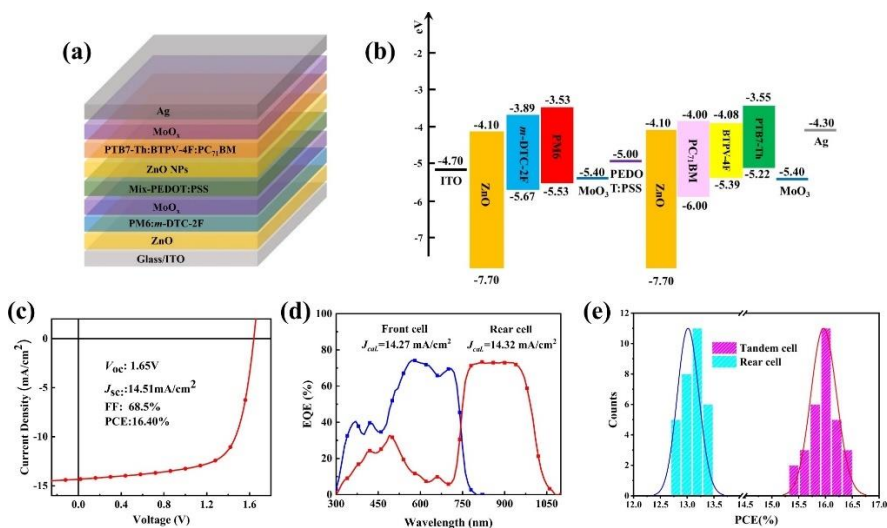 (a)
Ag
MoOx
PTB7-Th:BTPV-4F:PC71BM
ZnO NPs
Mix-PEDOT:PSS
MoOx
PM6:m-DTC-2F
ZnO
Glass/ITO
(b)
eV
-2
-3
-4
-5
-6
-7
-4.70
ITO
-4.10
ZnO
-7.70
-3.89
m-DTC-2F
-5.67
-3.53
PM6
-5.53
-5.40
MoO3
-5.00
PEDO
T:PSS
-4.10
ZnO
-7.70
-4.00
PC71BM
-6.00
-4.08
BTPV-4F
-5.39
-3.55
PTB7-Th
-5.22
-5.40
MoO3
-4.30
Ag
(c)
Current Density (mA/cm2)
0
-5
-10
-15
VOC: 1.65V
JSC:14.51mA/cm2
FF: 68.5%
PCE:16.40%
0.0 0.4 0.8 1.2 1.6
Voltage (V)
(d)
EQE (%)
100
80
60
40
20
0
Front cell
Jcal.=14.27 mA/cm2
Rear cell
Jcal.=14.32 mA/cm2
300 450 600 750 900 1050
Wavelength (nm)
(e)
Counts
12
10
8
6
4
2
0
Tandem cell
Rear cell
12.0 12.5 13.0 13.5 14.0 14.5 15.0 15.5 16.0 16.5 17.0
PCE(%)